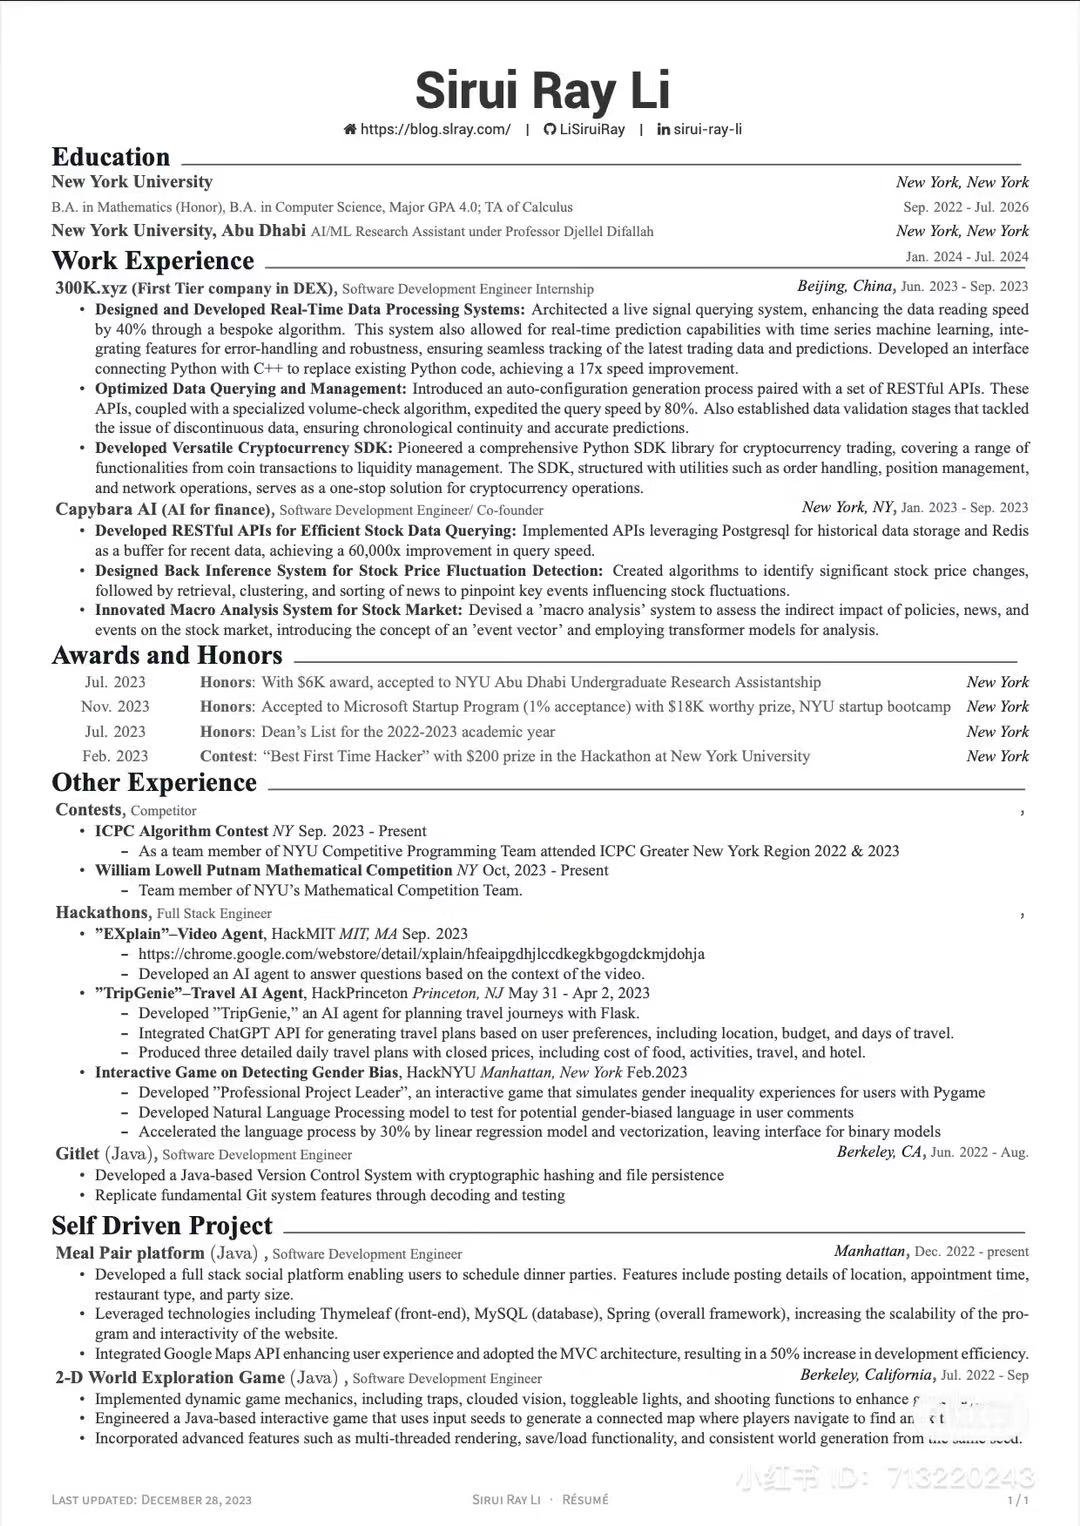 Sirui Ray Li
https://blog.slray.com/ | LiSiruiRay | sirui-ray-li
Education
New York University New York, New York
B.A. in Mathematics (Honor), B.A. in Computer Science, Major GPA 4.0; TA of Calculus Sep. 2022 - Jul. 2026
New York University, Abu Dhabi AI/ML Research Assistant under Professor Djellel Difallah New York, New York
Jan. 2024 - Jul. 2024
Work Experience
300K.xyz (First Tier company in DEX), Software Development Engineer Internship Beijing, China, Jun. 2023 - Sep. 2023
• Designed and Developed Real-Time Data Processing Systems: Architected a live signal querying system, enhancing the data reading speed
by 40% through a bespoke algorithm. This system also allowed for real-time prediction capabilities with time series machine learning, inte-
grating features for error-handling and robustness, ensuring seamless tracking of the latest trading data and predictions. Developed an interface
connecting Python with C++ to replace existing Python code, achieving a 17x speed improvement.
• Optimized Data Querying and Management: Introduced an auto-configuration generation process paired with a set of RESTful APIs. These
APIs, coupled with a specialized volume-check algorithm, expedited the query speed by 80%. Also established data validation stages that tackled
the issue of discontinuous data, ensuring chronological continuity and accurate predictions.
• Developed Versatile Cryptocurrency SDK: Pioneered a comprehensive Python SDK library for cryptocurrency trading, covering a range of
functionalities from coin transactions to liquidity management. The SDK, structured with utilities such as order handling, position management,
and network operations, serves as a one-stop solution for cryptocurrency operations.
Capybara AI (AI for finance), Software Development Engineer/ Co-founder New York, NY, Jan. 2023 - Sep. 2023
• Developed RESTful APIs for Efficient Stock Data Querying: Implemented APIs leveraging Postgresql for historical data storage and Redis
as a buffer for recent data, achieving a 60,000x improvement in query speed.
• Designed Back Inference System for Stock Price Fluctuation Detection: Created algorithms to identify significant stock price changes,
followed by retrieval, clustering, and sorting of news to pinpoint key events influencing stock fluctuations.
• Innovated Macro Analysis System for Stock Market: Devised a ’macro analysis’ system to assess the indirect impact of policies, news, and
events on the stock market, introducing the concept of an ’event vector’ and employing transformer models for analysis.
Awards and Honors
Jul. 2023 Honors: With $6K award, accepted to NYU Abu Dhabi Undergraduate Research Assistantship New York
Nov. 2023 Honors: Accepted to Microsoft Startup Program (1% acceptance) with $18K worthy prize, NYU startup bootcamp New York
Jul. 2023 Honors: Dean’s List for the 2022-2023 academic year New York
Feb. 2023 Contest: “Best First Time Hacker” with $200 prize in the Hackathon at New York University New York
Other Experience
Contests, Competitor ,
• ICPC Algorithm Contest NY Sep. 2023 - Present
– As a team member of NYU Competitive Programming Team attended ICPC Greater New York Region 2022 & 2023
• William Lowell Putnam Mathematical Competition NY Oct, 2023 - Present
– Team member of NYU’s Mathematical Competition Team.
Hackathons, Full Stack Engineer ,
• ”EXplain”–Video Agent, HackMIT MIT, MA Sep. 2023
– https://chrome.google.com/webstore/detail/xplain/hfeaipgdhjlccdkegkbgogdckmjdohja
– Developed an AI agent to answer questions based on the context of the video.
• ”TripGenie”–Travel AI Agent, HackPrinceton Princeton, NJ May 31 - Apr 2, 2023
– Developed ”TripGenie,” an AI agent for planning travel journeys with Flask.
– Integrated ChatGPT API for generating travel plans based on user preferences, including location, budget, and days of travel.
– Produced three detailed daily travel plans with closed prices, including cost of food, activities, travel, and hotel.
• Interactive Game on Detecting Gender Bias, HackNYU Manhattan, New York Feb.2023
– Developed ”Professional Project Leader”, an interactive game that simulates gender inequality experiences for users with Pygame
– Developed Natural Language Processing model to test for potential gender-biased language in user comments
– Accelerated the language process by 30% by linear regression model and vectorization, leaving interface for binary models
Gitlet (Java), Software Development Engineer Berkeley, CA, Jun. 2022 - Aug.
• Developed a Java-based Version Control System with cryptographic hashing and file persistence
• Replicate fundamental Git system features through decoding and testing
Self Driven Project
Meal Pair platform (Java) , Software Development Engineer Manhattan, Dec. 2022 - present
• Developed a full stack social platform enabling users to schedule dinner parties. Features include posting details of location, appointment time,
restaurant type, and party size.
• Leveraged technologies including Thymeleaf (front-end), MySQL (database), Spring (overall framework), increasing the scalability of the pro-
gram and interactivity of the website.
• Integrated Google Maps API enhancing user experience and adopted the MVC architecture, resulting in a 50% increase in development efficiency.
2-D World Exploration Game (Java) , Software Development Engineer Berkeley, California, Jul. 2022 - Sep
• Implemented dynamic game mechanics, including traps, clouded vision, toggleable lights, and shooting functions to enhance
• Engineered a Java-based interactive game that uses input seeds to generate a connected map where players navigate to find an
• Incorporated advanced features such as multi-threaded rendering, save/load functionality, and consistent world generation from the same seed.
小红书 ID: 713220243
LAST UPDATED: DECEMBER 28, 2023 SIRUI RAY LI · RÉSUMÉ 1 / 1